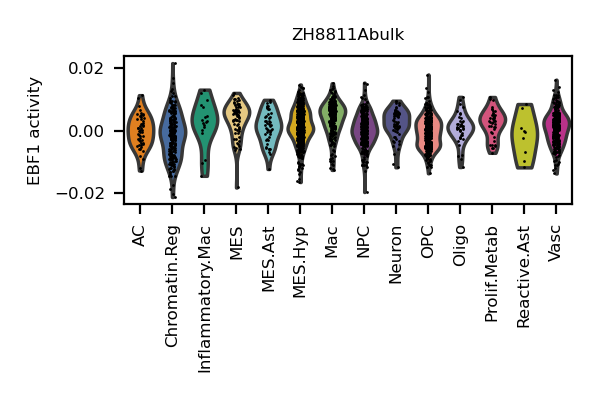 ZH8811Abulk
EBF1 activity
0.02
0.00
−0.02
AC
Chromatin.Reg
Inflammatory.Mac
MES
MES.Ast
MES.Hyp
Mac
NPC
Neuron
OPC
Oligo
Prolif.Metab
Reactive.Ast
Vasc